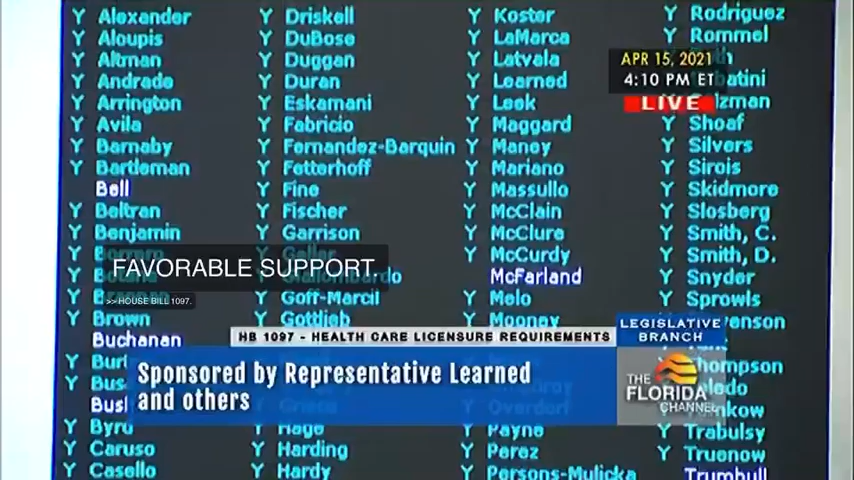 Y Alexander
Y Aloupis
Y Altman
Y Andrade
Y Arrington
Y Avila
Y Barnaby
Y Bartleman
Bell
Y Beltran
Y Benjamin
Y
Y
Y
Y Brown
Buchanan
Y
Y
Y Byrd
Y Caruso
Y Casello
Y Driskell
Y DuBose
Y Duggan
Y Duran
Y Eskamani
Y Fabricio
Y Fernandez-Barquin
Y Fetterhoff
Y Fine
Y Fischer
Y Garrison
Y Goff-Marcil
Y Gottlieb
Y Hage
Y Harding
Y Hardy
Y Koster
Y LaMarca
Y Latvala
Y Learned
Y Leek
Y Maggard
Y Maney
Y Mariano
Y Massullo
Y McClain
Y McClure
Y McCurdy
McFarland
Y Melo
Y Mooney
Y Payne
Y Perez
Y Persons-Mulicka
Y Rodriguez
Y Rommel
Y Shoaf
Y Silvers
Y Sirois
Y Skidmore
Y Slosberg
Y Smith, C.
Y Smith, D.
Y Snyder
Y Sprowls
Y Trabulsy
Y Truenow
Trumbull
APR 15, 2021
4:10 PM ET
LIVE
FAVORABLE SUPPORT.
>> HOUSE BILL 1097.
HB 1097 - HEALTH CARE LICENSURE REQUIREMENTS
Sponsored by Representative Learned
and others
LEGISLATIVE
BRANCH
THE
FLORIDA
CHANNEL